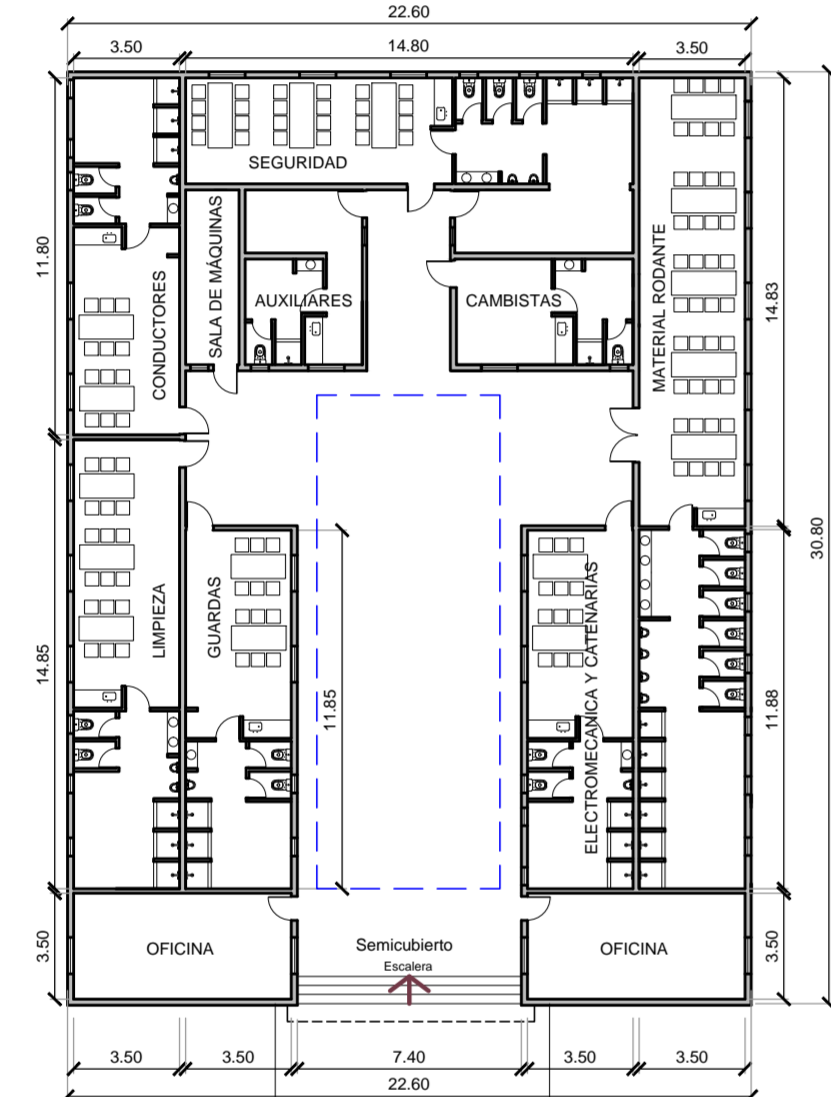 22.60
3.50
14.80
3.50
SEGURIDAD
11.80
CONDUCTORES
SALA DE MÁQUINAS
AUXILIARES
CAMBISTAS
MATERIAL RODANTE
14.83
30.80
14.85
LIMPIEZA
GUARDAS
11.85
ELECTROMECANICA Y CATENARIAS
11.88
3.50
OFICINA
Semicubierto
Escalera
OFICINA
3.50
3.50
3.50
7.40
3.50
3.50
22.60